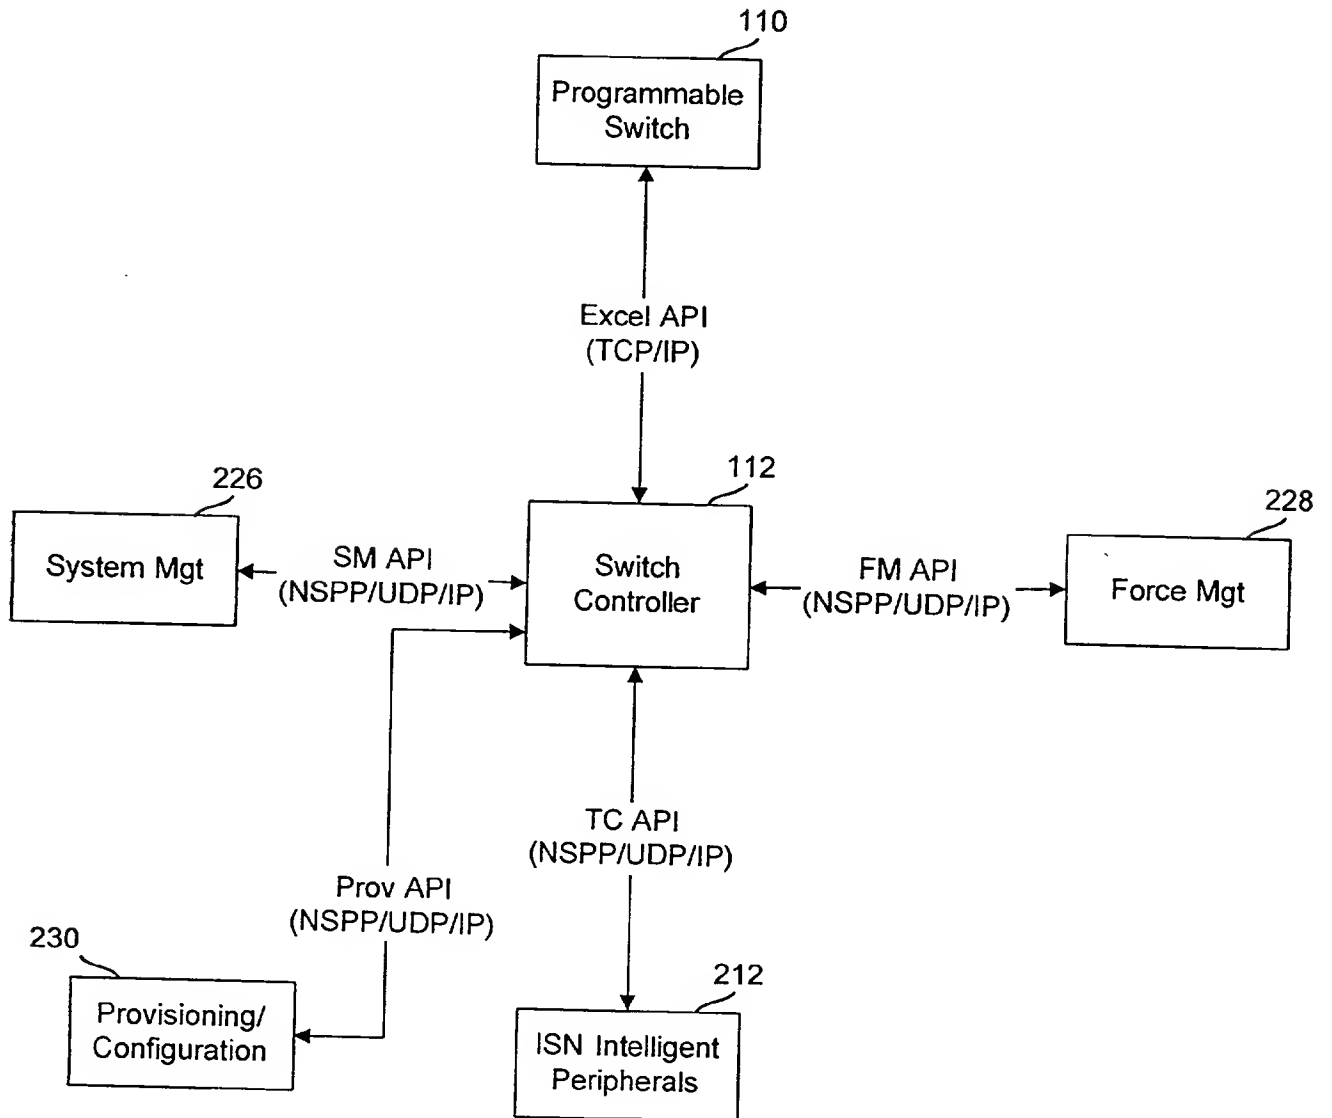 110
Programmable
Switch
Excel API
(TCP/IP)
112
Switch
Controller
226
System Mgt
SM API
(NSPP/UDP/IP)
FM API
(NSPP/UDP/IP)
228
Force Mgt
TC API
(NSPP/UDP/IP)
Prov API
(NSPP/UDP/IP)
230
Provisioning/
Configuration
212
ISN Intelligent
Peripherals